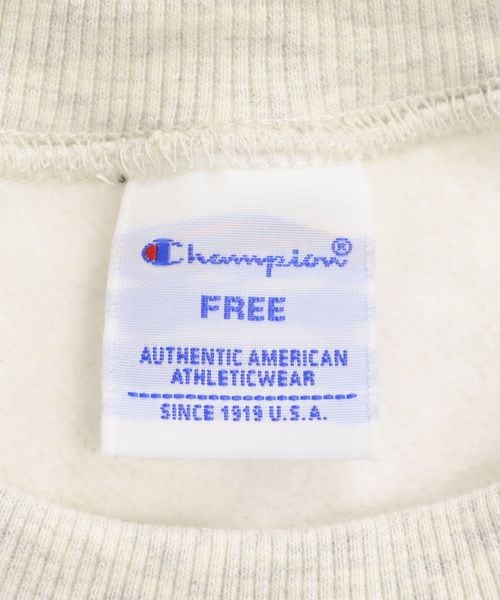 Champion®
FREE
AUTHENTIC AMERICAN
ATHLETICWEAR
SINCE 1919 U.S.A.